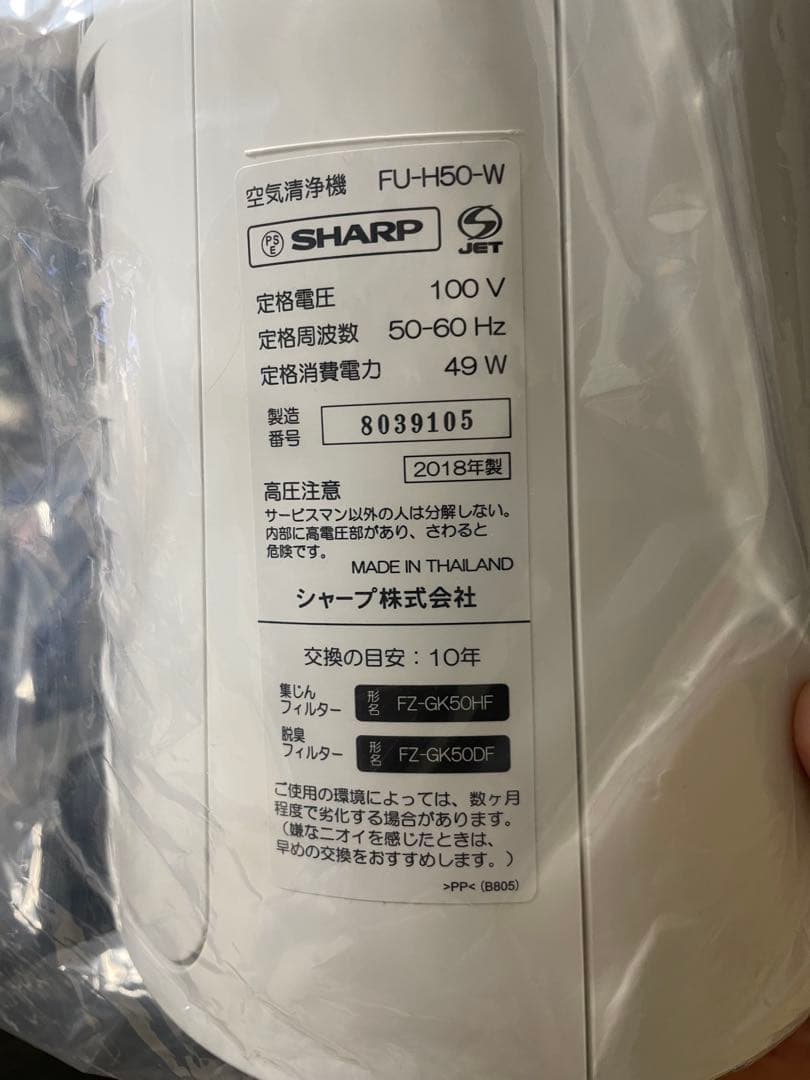 空気清浄機 FU-H50-W
PSE SHARP JET
定格電圧 100 V
定格周波数 50-60 Hz
定格消費電力 49 W
製造
番号 8039105
2018年製
高圧注意
サービスマン以外の人は分解しない。
内部に高電圧部があり、さわると
危険です。
MADE IN THAILAND
シャープ株式会社
交換の目安：10年
集じん
フィルター 形名 FZ-GK50HF
脱臭
フィルター 形名 FZ-GK50DF
ご使用の環境によっては、数ヶ月
程度で劣化する場合があります。
（嫌なニオイを感じたときは、
早めの交換をおすすめします。）
>PP< (B805)